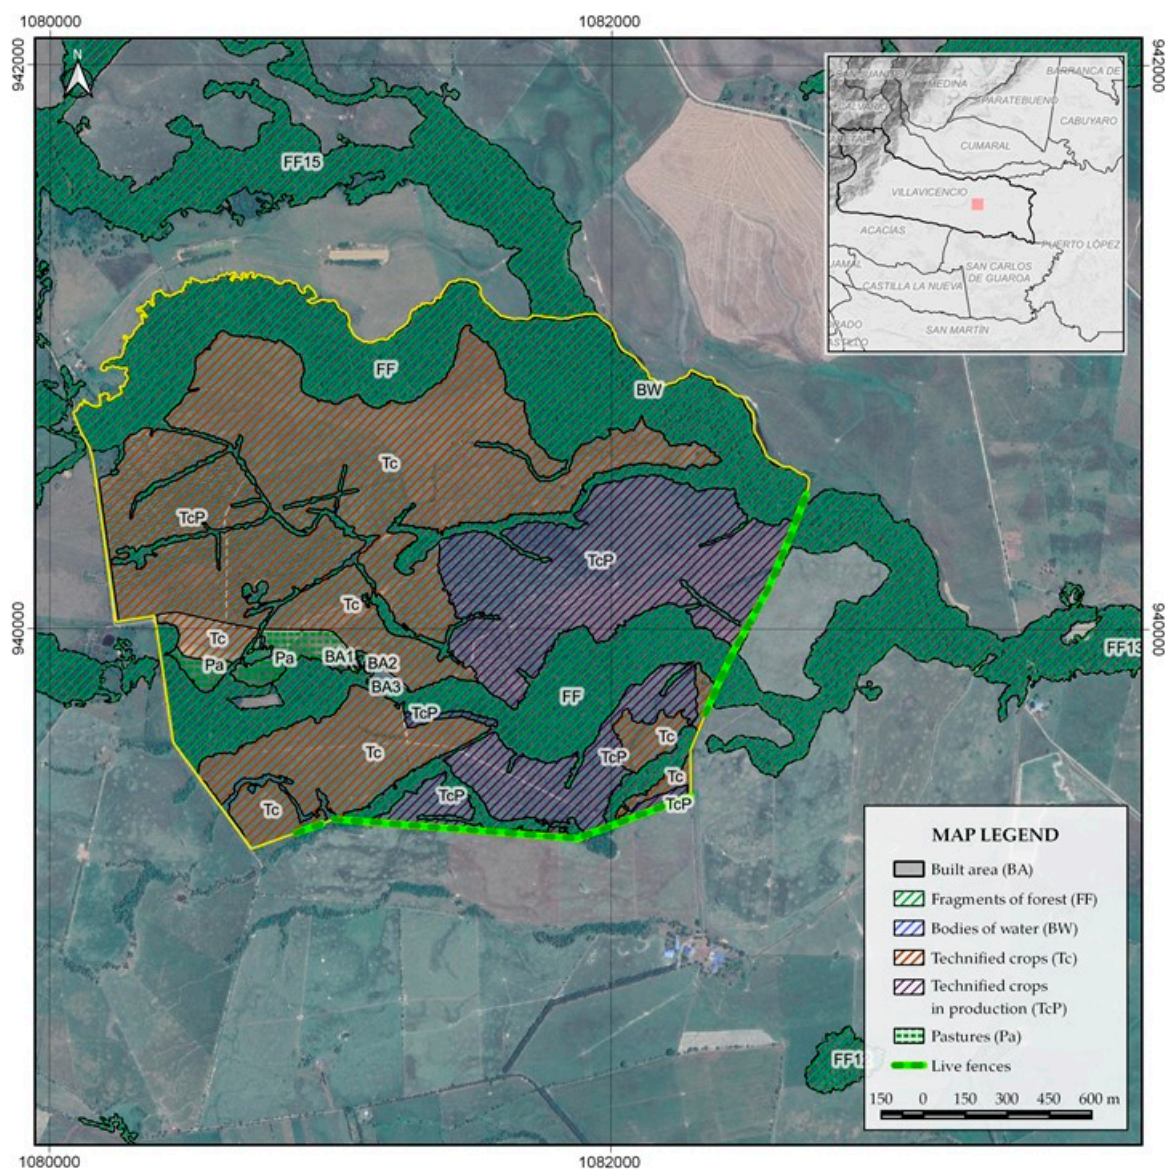 1080000
1082000
942000
942000
N
MEDINA
BARRANCA DE
PARATEBUENO
CABUYARO
CUMARAL
VILLAVICENCIO
ACACÍAS
PUERTO LÓPEZ
SAN CARLOS
DE GUAROA
CASTILLA LA NUEVA
SAN MARTÍN
FF15
FF
BW
Tc
TcP
TcP
Tc
940000
940000
Tc
Pa
Pa
BA1
BA2
BA3
FF13
FF
TcP
Tc
Tc
TcP
Tc
TcP
TcP
Tc
MAP LEGEND
Built area (BA)
Fragments of forest (FF)
Bodies of water (BW)
Technified crops (Tc)
Technified crops
in production (TcP)
Pastures (Pa)
Live fences
150 0 150 300 450 600 m
1080000
1082000